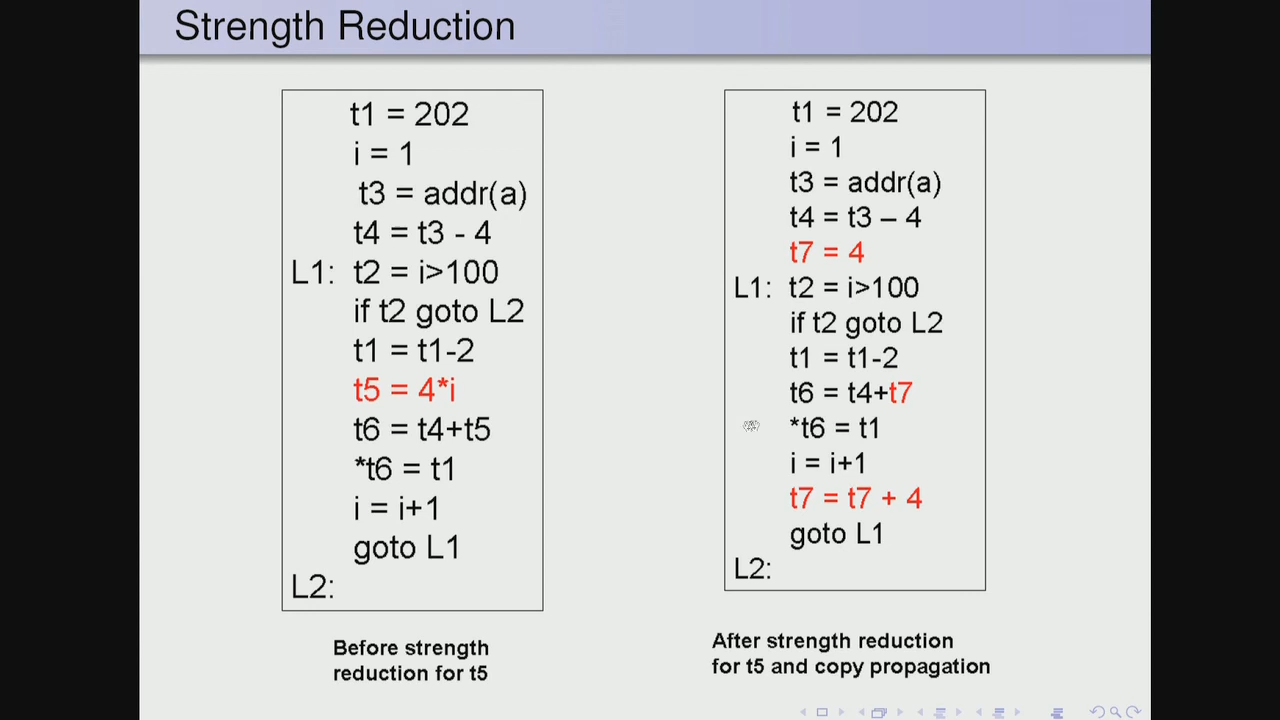 Strength Reduction
t1 = 202
i = 1
t3 = addr(a)
t4 = t3 - 4
L1: t2 = i>100
if t2 goto L2
t1 = t1-2
t5 = 4*i
t6 = t4+t5
*t6 = t1
i = i+1
goto L1
L2:
Before strength
reduction for t5
t1 = 202
i = 1
t3 = addr(a)
t4 = t3 – 4
t7 = 4
L1: t2 = i>100
if t2 goto L2
t1 = t1-2
t6 = t4+t7
*t6 = t1
i = i+1
t7 = t7 + 4
goto L1
L2:
After strength reduction
for t5 and copy propagation